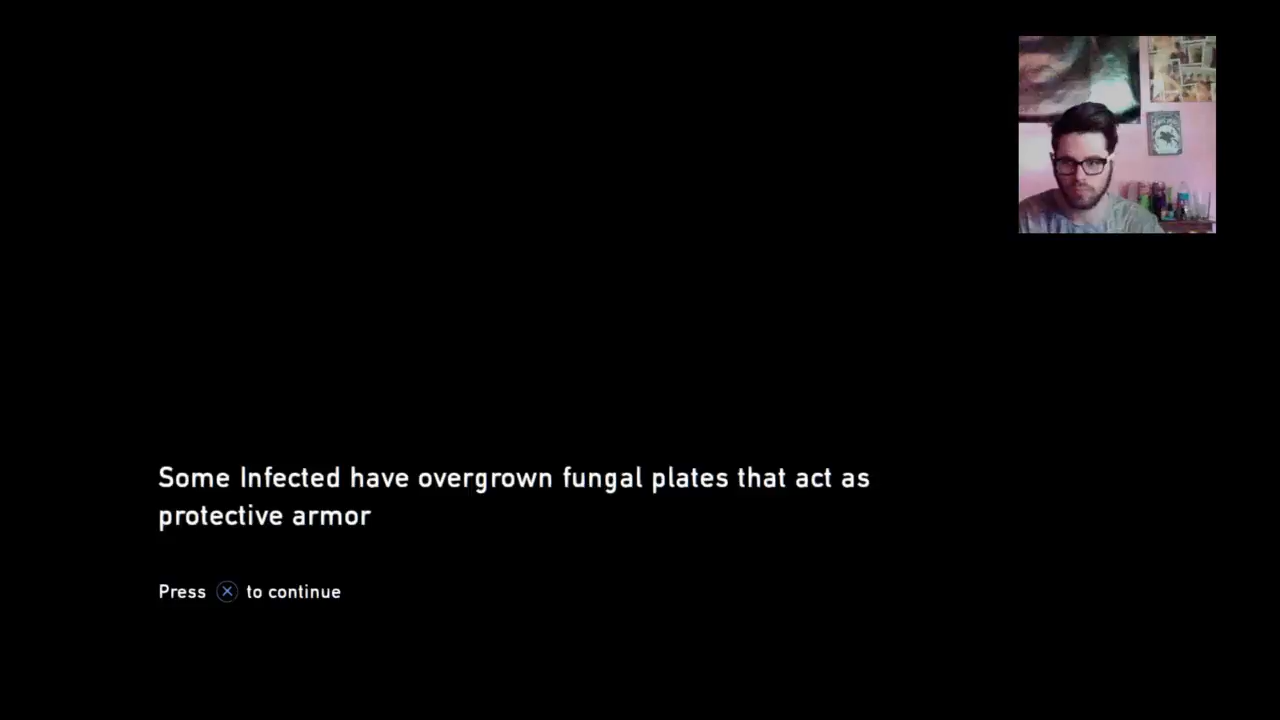 Some Infected have overgrown fungal plates that act as
protective armor
Press ⓧ to continue